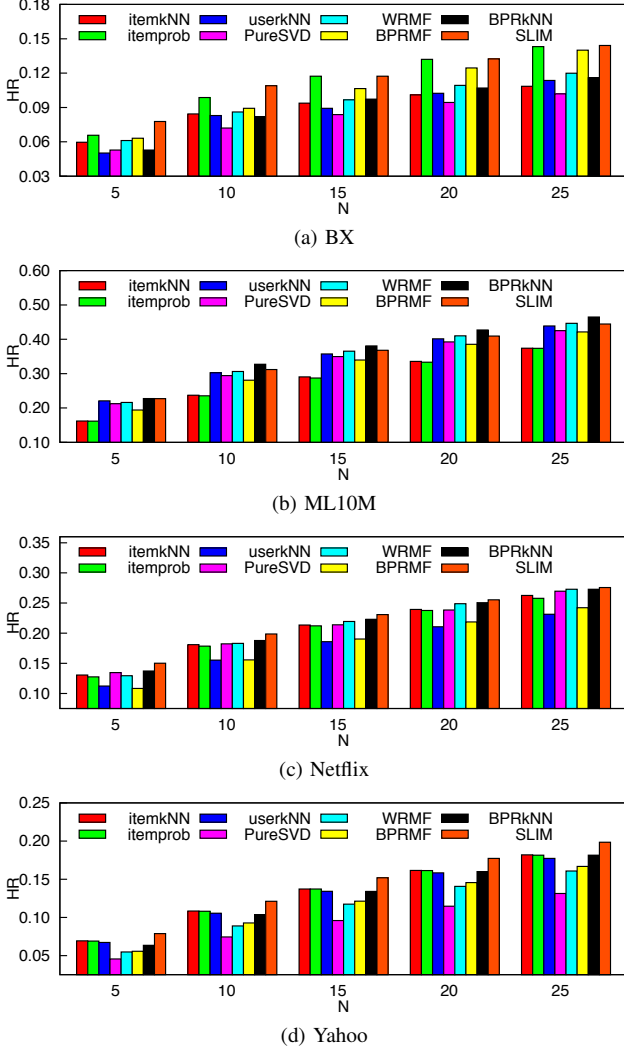 0.18
0.15
0.12
0.09
0.06
0.03
HR
itemkNN userkNN WRMF BPRkNN
itemprob PureSVD BPRMF SLIM
5 10 15 20 25
N
(a) BX
0.60
0.50
0.40
0.30
0.20
0.10
HR
itemkNN userkNN WRMF BPRkNN
itemprob PureSVD BPRMF SLIM
5 10 15 20 25
N
(b) ML10M
0.35
0.30
0.25
0.20
0.15
0.10
HR
itemkNN userkNN WRMF BPRkNN
itemprob PureSVD BPRMF SLIM
5 10 15 20 25
N
(c) Netflix
0.25
0.20
0.15
0.10
0.05
HR
itemkNN userkNN WRMF BPRkNN
itemprob PureSVD BPRMF SLIM
5 10 15 20 25
N
(d) Yahoo